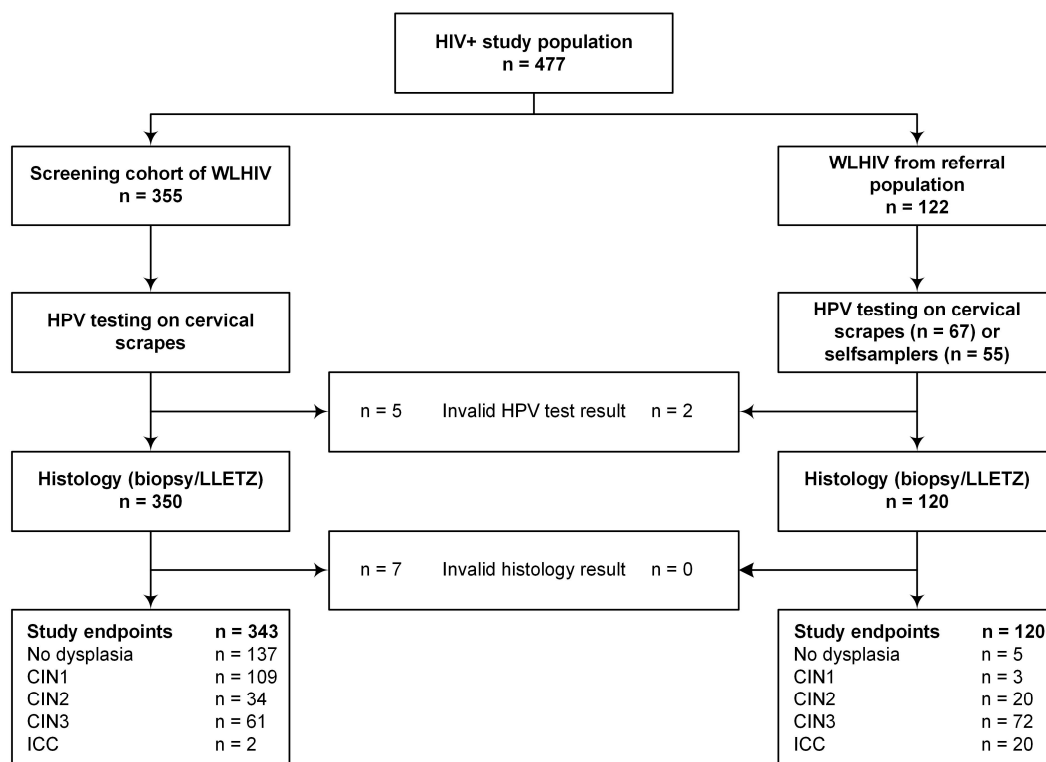 HIV+ study population
n = 477
Screening cohort of WLHIV
n = 355
WLHIV from referral
population
n = 122
HPV testing on cervical
scrapes
HPV testing on cervical
scrapes (n = 67) or
selfsamplers (n = 55)
n = 5 Invalid HPV test result n = 2
Histology (biopsy/LLETZ)
n = 350
Histology (biopsy/LLETZ)
n = 120
n = 7 Invalid histology result n = 0
Study endpoints n = 343
No dysplasia n = 137
CIN1 n = 109
CIN2 n = 34
CIN3 n = 61
ICC n = 2
Study endpoints n = 120
No dysplasia n = 5
CIN1 n = 3
CIN2 n = 20
CIN3 n = 72
ICC n = 20